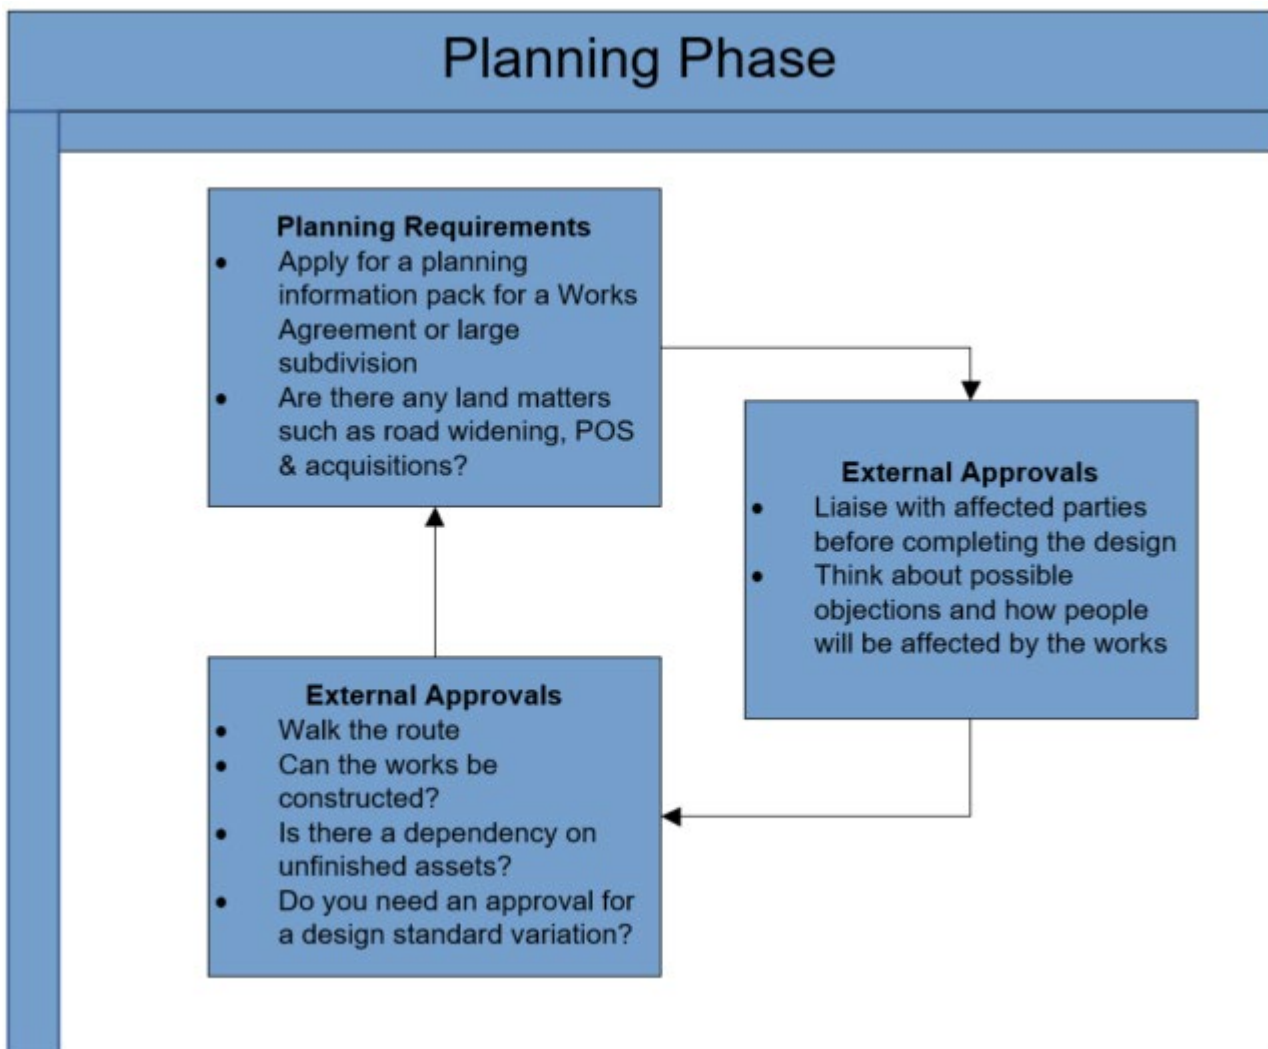 Planning Phase
Planning Requirements
• Apply for a planning
information pack for a Works
Agreement or large
subdivision
• Are there any land matters
such as road widening, POS
& acquisitions?
External Approvals
• Liaise with affected parties
before completing the design
• Think about possible
objections and how people
will be affected by the works
External Approvals
• Walk the route
• Can the works be
constructed?
• Is there a dependency on
unfinished assets?
• Do you need an approval for
a design standard variation?